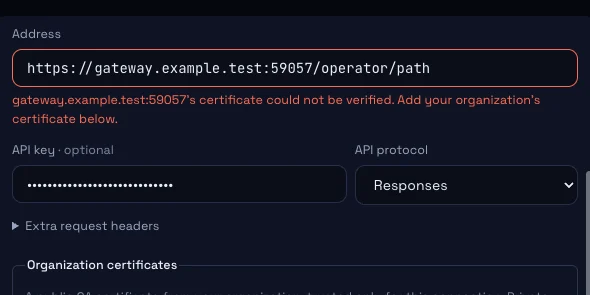 Address
https://gateway.example.test:59057/operator/path
gateway.example.test:59057's certificate could not be verified. Add your organization's
certificate below.
API key · optional
API protocol
••••••••••••••••••••••••••••••
Responses
Extra request headers
Organization certificates